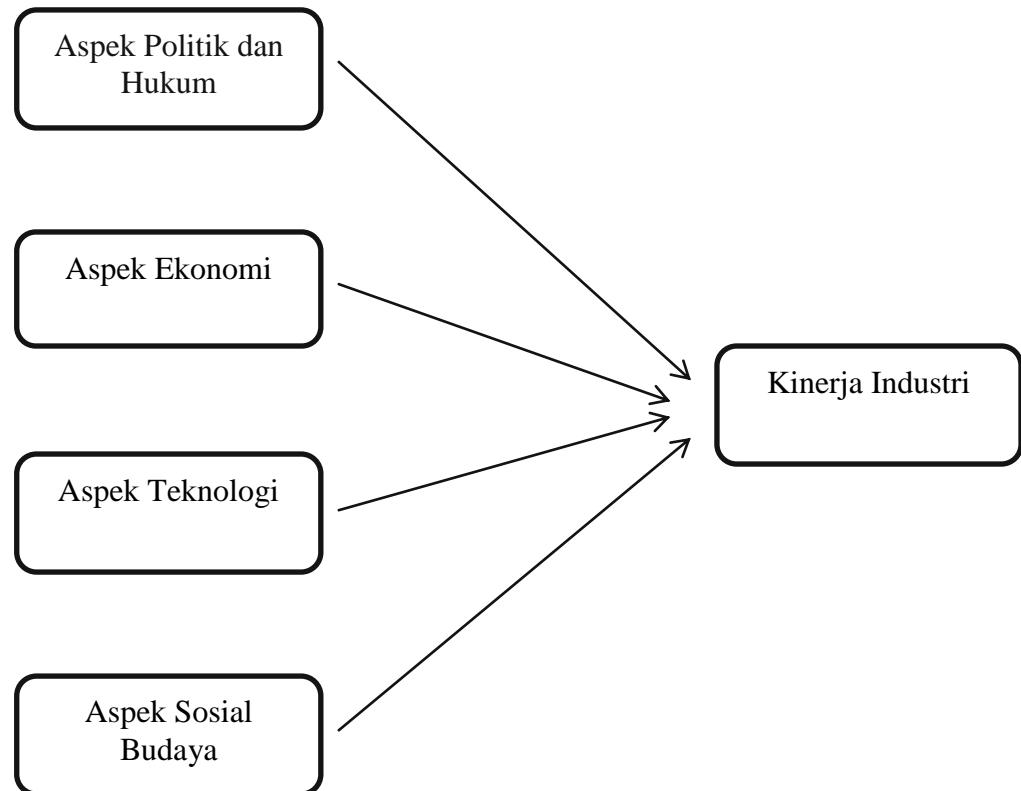 Aspek Politik dan
Hukum
Aspek Ekonomi
Kinerja Industri
Aspek Teknologi
Aspek Sosial
Budaya